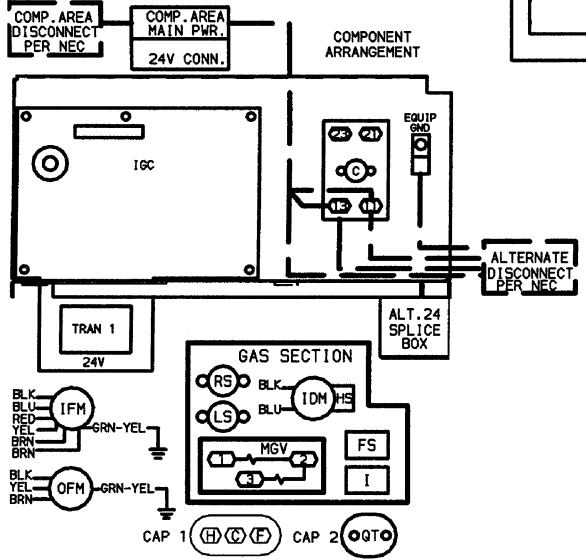 COMP.AREA
DISCONNECT
PER NEC
COMP.AREA
MAIN PWR.
24V CONN.
COMPONENT
ARRANGEMENT
IGC
23 21
C
13 11
EQUIP
GND
ALTERNATE
DISCONNECT
PER NEC
TRAN 1
24V
ALT.24
SPLICE
BOX
GAS SECTION
RS
LS
BLK
BLU
IDM
HS
MGV
1
2
3
FS
I
BLK
BLU
RED
YEL
BRN
BRN
IFM
GRN-YEL
BLK
YEL
BRN
OFM
GRN-YEL
CAP 1 H C F
CAP 2 QT